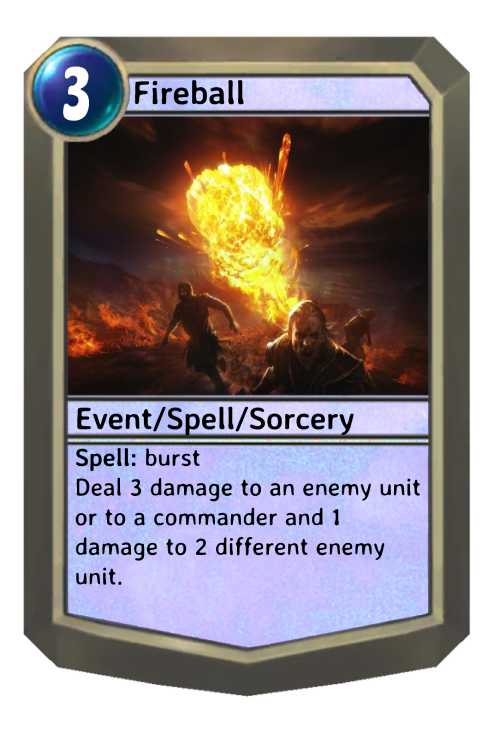 3
Fireball
Event/Spell/Sorcery
Spell: burst
Deal 3 damage to an enemy unit
or to a commander and 1
damage to 2 different enemy
unit.